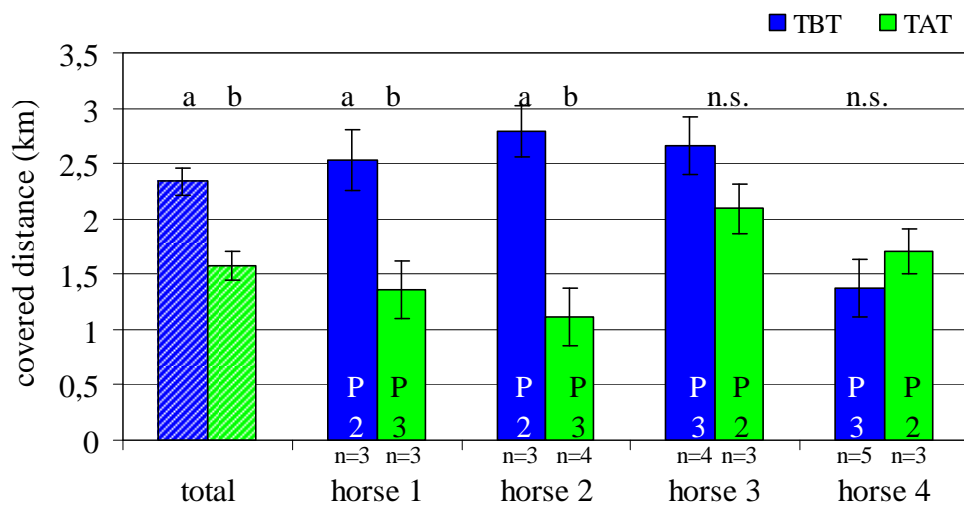 TBT TAT
3,5
3
2,5
2
1,5
1
0,5
0
covered distance (km)
a b a b a b n.s. n.s.
P P P P P P P P
2 3 2 3 3 2 3 2
n=3 n=3 n=3 n=4 n=4 n=3 n=5 n=3
total horse 1 horse 2 horse 3 horse 4